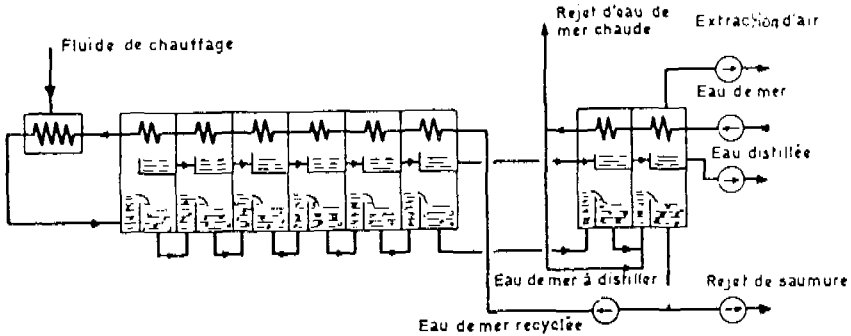 Rejet d'eau de
mer chaude
Extraction d'air
Fluide de chauffage
Eau de mer
Eau distillée
Eau de mer à distiller
Rejet de saumure
Eau de mer recyclée